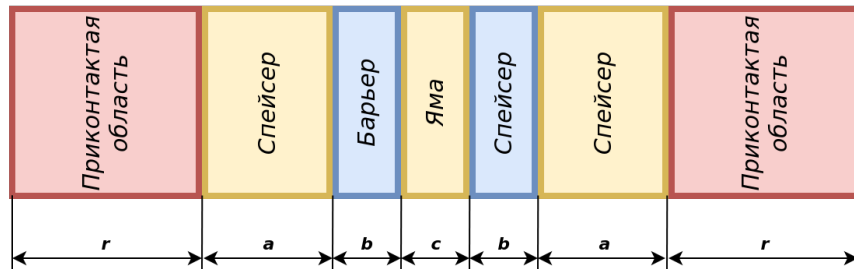 Приконтактая
область
Спейсер
Барьер
Яма
Спейсер
Спейсер
Приконтактая
область
r
a
b
c
b
a
r